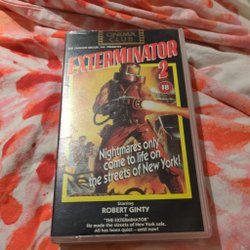 CINEMA
CLUB
EXTERMINATOR
2
18
Nightmares only
come to life on
the streets of New York!
Starring
ROBERT GINTY
"THE EXTERMINATOR"
He made the streets of New York safe,
All has been quiet - until now!